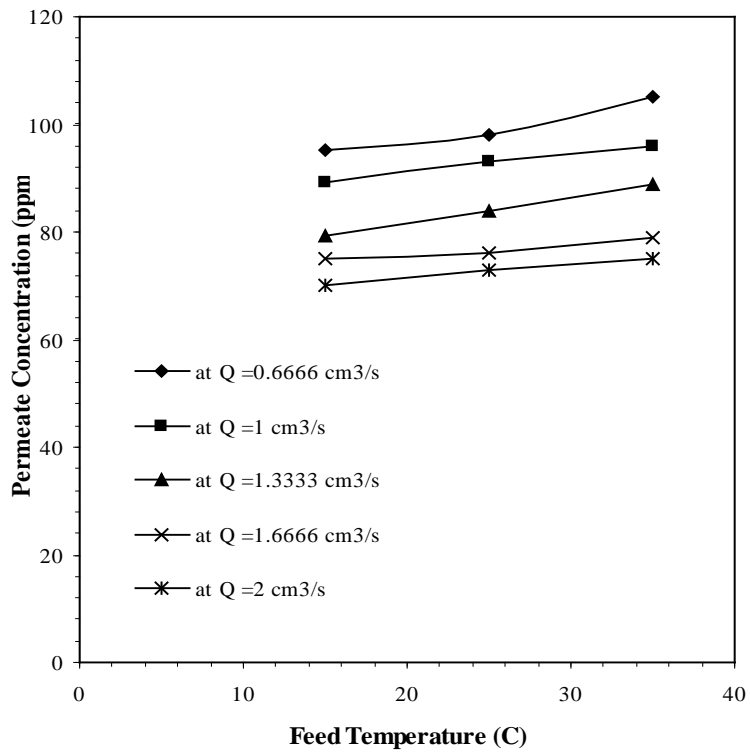 120
100
80
60
40
20
0
Permeate Concentration (ppm
at Q =0.6666 cm3/s
at Q =1 cm3/s
at Q =1.3333 cm3/s
at Q =1.6666 cm3/s
at Q =2 cm3/s
0 10 20 30 40
Feed Temperature (C)